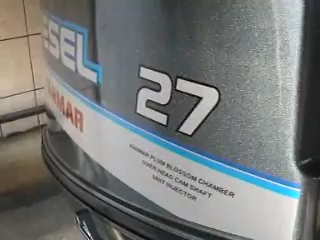 ESEL
27
ANMAR
YANMAR PLUM BLOSSOM CHAMBER
OVER HEAD CAM SHAFT
UNIT INJECTOR